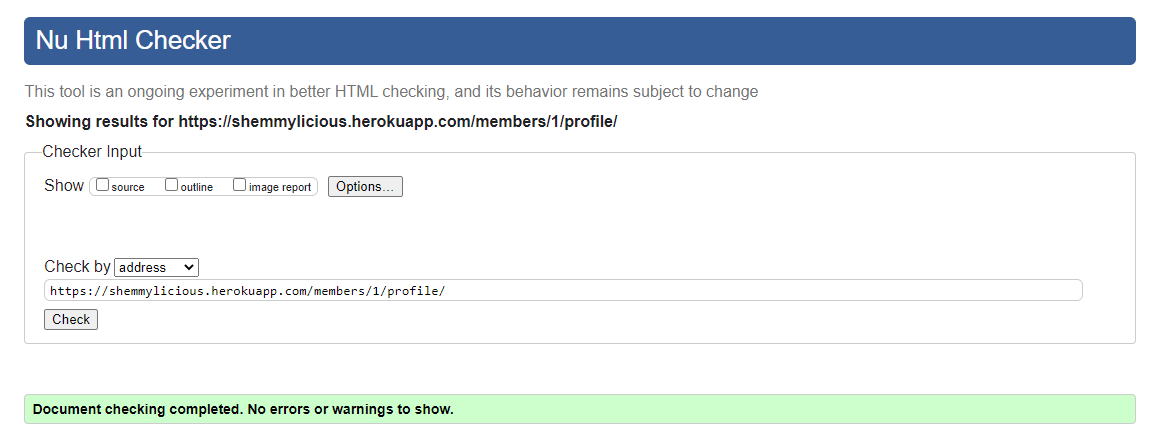 Nu Html Checker
This tool is an ongoing experiment in better HTML checking, and its behavior remains subject to change
Showing results for https://shemmylicious.herokuapp.com/members/1/profile/
Checker Input
Show source outline image report Options...
Check by address
https://shemmylicious.herokuapp.com/members/1/profile/
Check
Document checking completed. No errors or warnings to show.